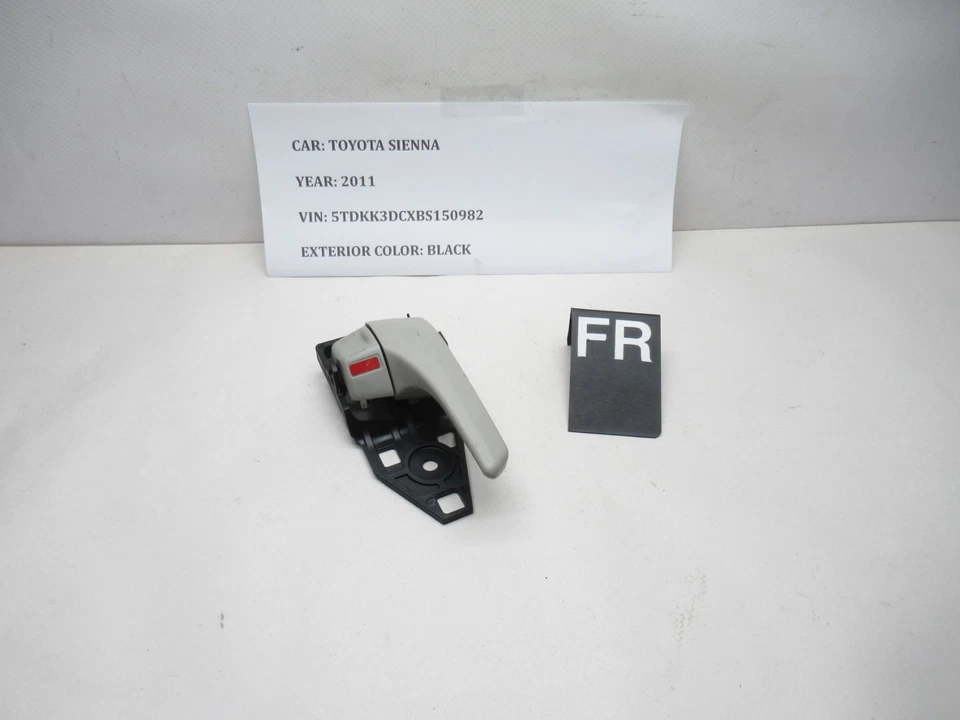 CAR: TOYOTA SIENNA
YEAR: 2011
VIN: 5TDKK3DCXBS150982
EXTERIOR COLOR: BLACK
FR